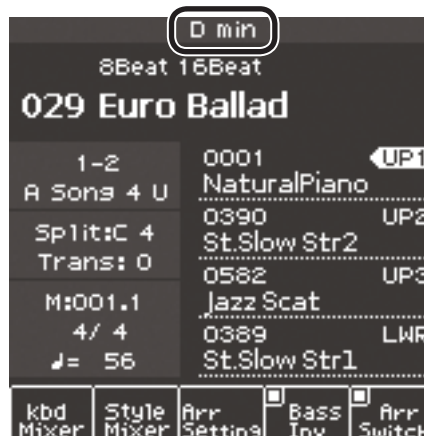 D min
8Beat 16Beat
029 Euro Ballad
1-2
A Song 4 U
Split:C 4
Trans: 0
M:001.1
4/ 4
♩= 56
0001 UP1
NaturalPiano
0390 UP2
St.Slow Str2
0582 UP3
Jazz Scat
0389 LWR
St.Slow Str1
kbd Mixer
Style Mixer
Arr Setting
Bass Inv
Arr Switch